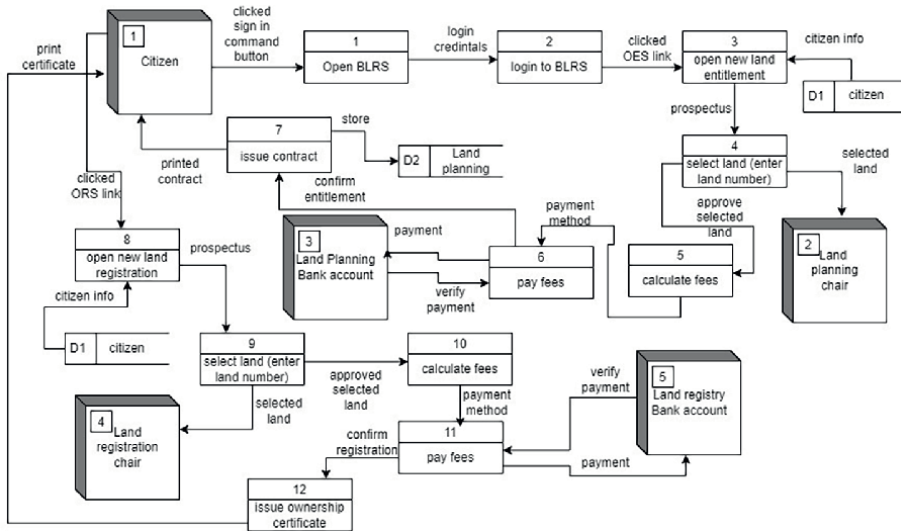 print
certificate
1
Citizen
clicked
sign in
command
button
1
Open BLRS
login
credintals
2
login to BLRS
clicked
OES link
3
open new land
entitlement
citizen info
D1
citizen
prospectus
4
select land (enter
land number)
selected
land
2
Land
planning
chair
approve
selected
land
5
calculate fees
payment
method
6
pay fees
payment
verify
payment
3
Land Planning
Bank account
confirm
entitlement
7
issue contract
store
D2
Land
planning
printed
contract
clicked
ORS link
8
open new land
registration
citizen info
D1
citizen
prospectus
9
select land (enter
land number)
selected
land
4
Land
registration
chair
approved
selected
land
10
calculate fees
payment
method
11
pay fees
verify
payment
payment
5
Land registry
Bank account
confirm
registration
12
issue ownership
certificate